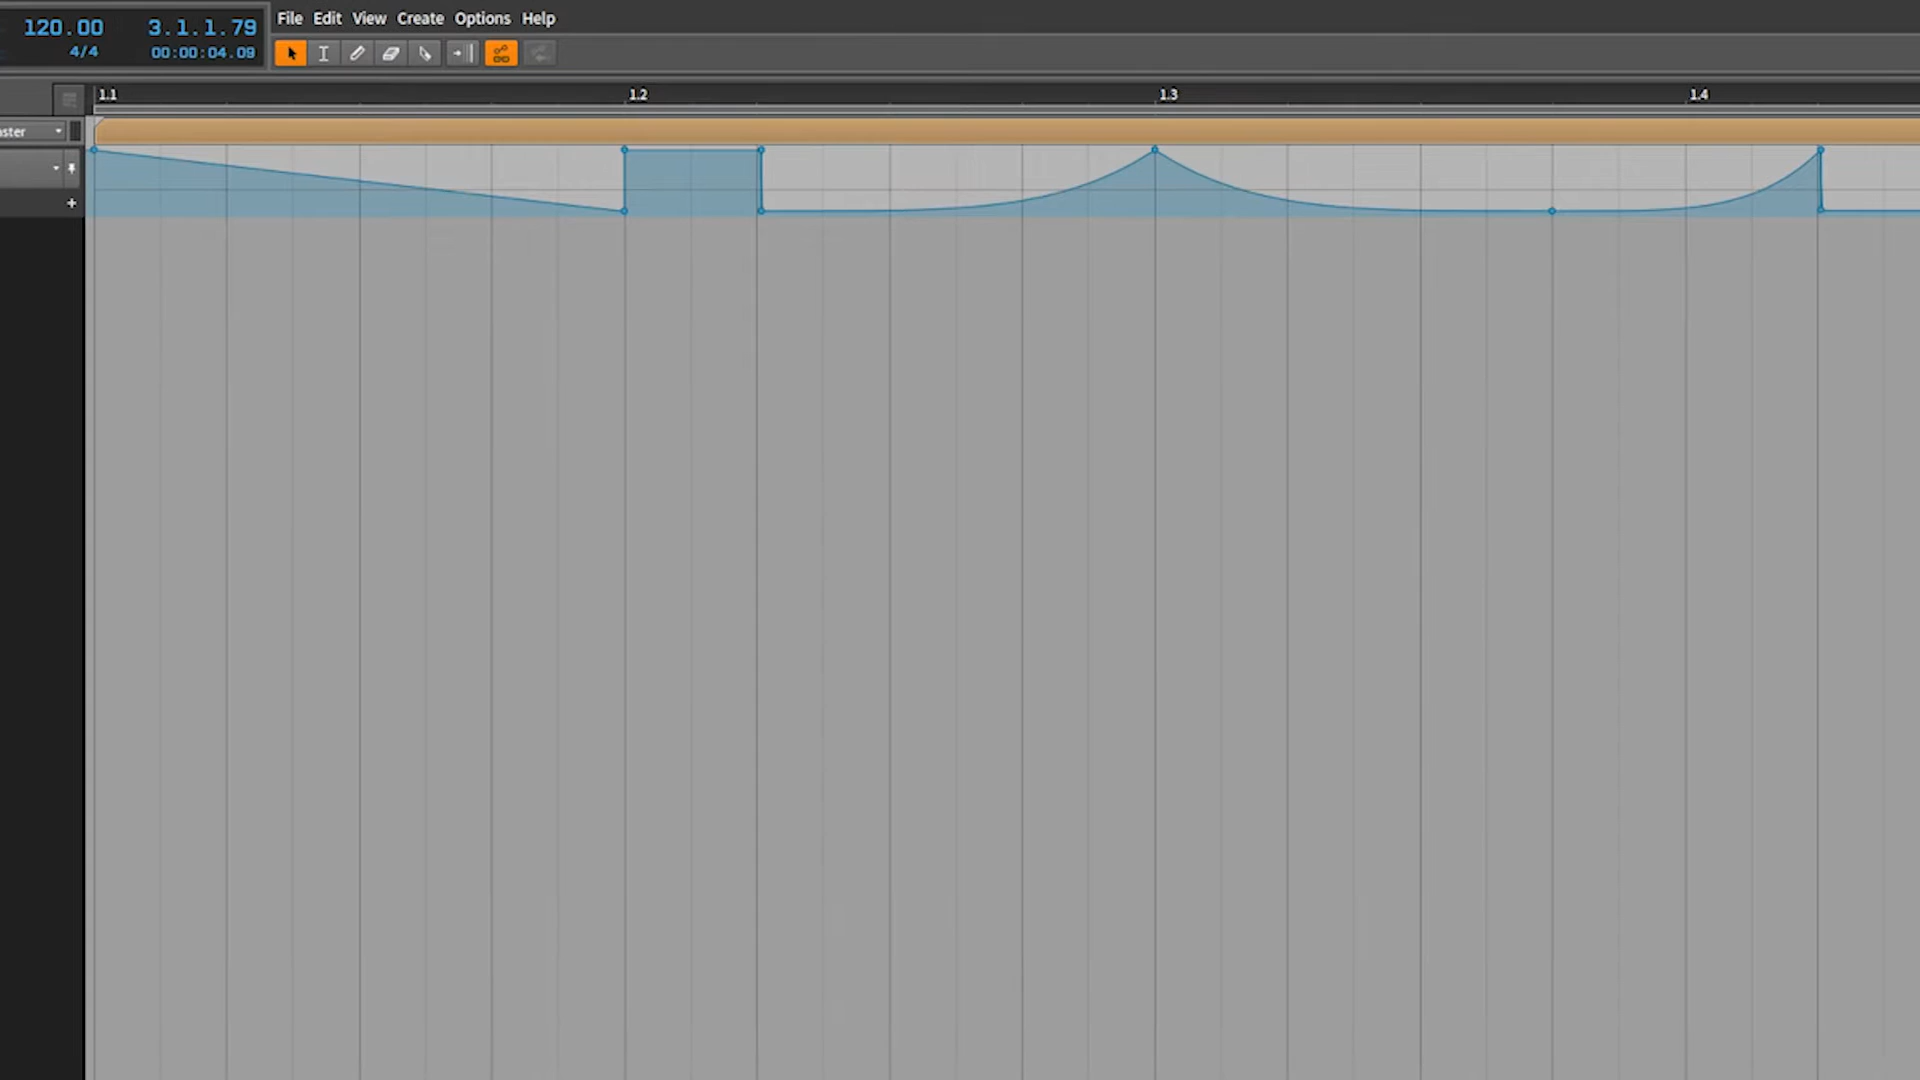 120.00 3.1.1.79
4/4 00:00:04.09
File Edit View Create Options Help
1.1 1.2 1.3 1.4
aster